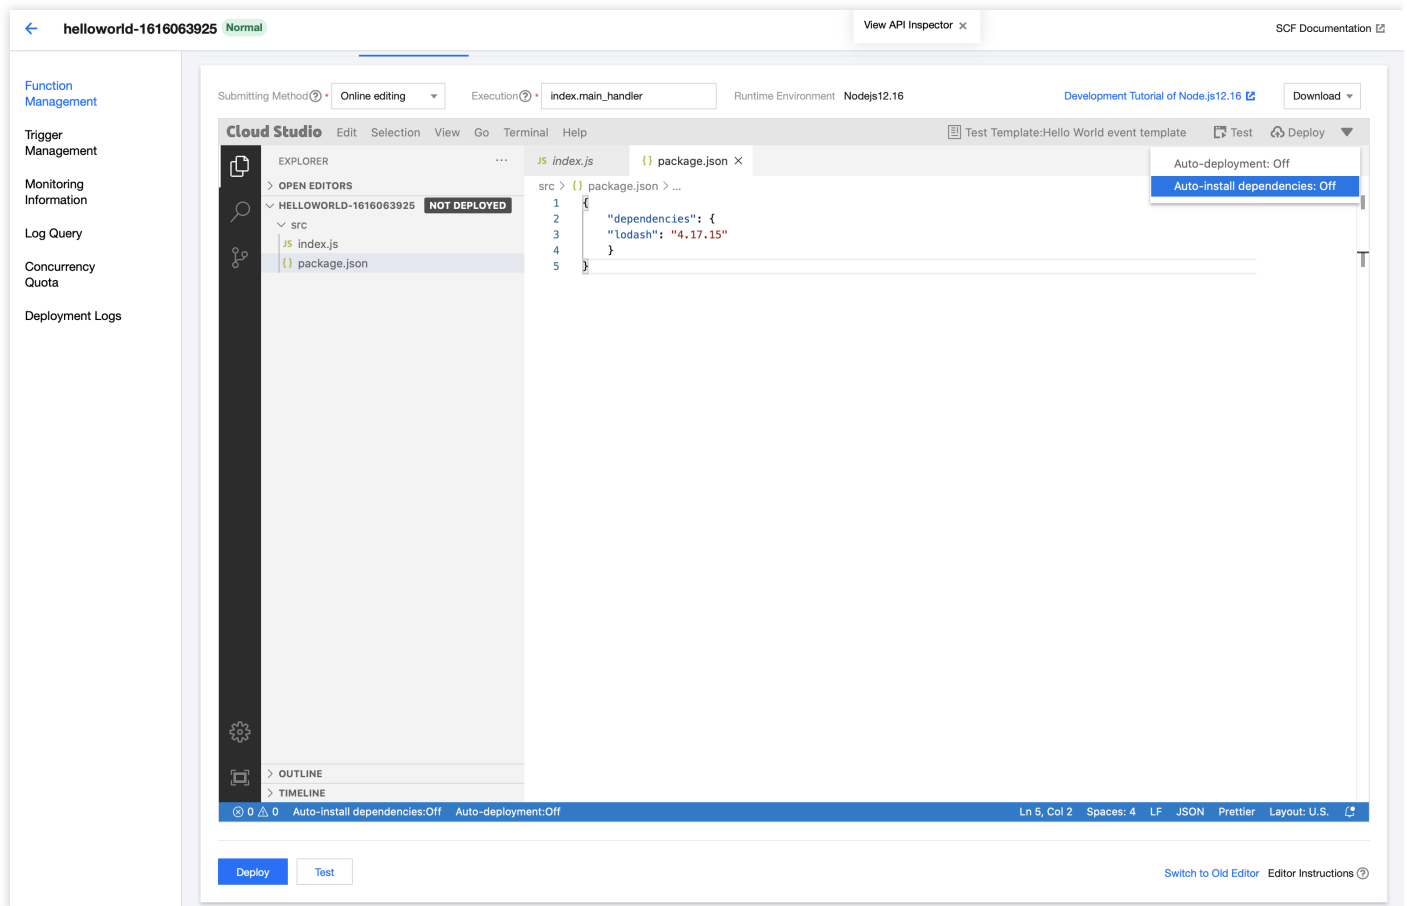 helloworld-1616063925 Normal
View API Inspector ×
SCF Documentation
Function
Management
Trigger
Management
Monitoring
Information
Log Query
Concurrency
Quota
Deployment Logs
Submitting Method ? * Online editing Execution ? * index.main_handler Runtime Environment Nodejs12.16 Development Tutorial of Node.js12.16 Download
Cloud Studio Edit Selection View Go Terminal Help Test Template:Hello World event template Test Deploy
Auto-deployment: Off
Auto-install dependencies: Off
EXPLORER ...
OPEN EDITORS
HELLOWORLD-1616063925 NOT DEPLOYED
src
JS index.js
{} package.json
OUTLINE
TIMELINE
JS index.js {} package.json ×
src > {} package.json > ...
1 {
2 "dependencies": {
3 "lodash": "4.17.15"
4 }
5 }
0 0 Auto-install dependencies:Off Auto-deployment:Off Ln 5, Col 2 Spaces: 4 LF JSON Prettier Layout: U.S.
Deploy Test
Switch to Old Editor Editor Instructions ?